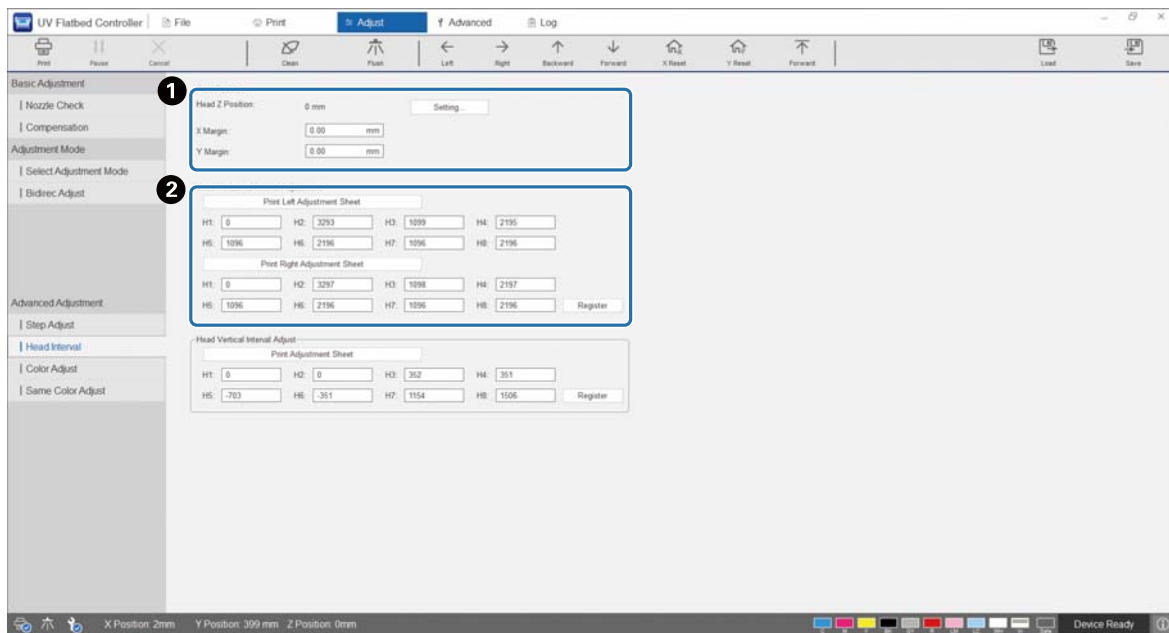 UV Flatbed Controller File Print Adjust Advanced Log
Print Pause Cancel Clean Flush Left Right Backward Forward X Reset Y Reset Forward Load Save
Basic Adjustment
Nozzle Check
Compensation
Adjustment Mode
Select Adjustment Mode
Bidirec Adjust
Advanced Adjustment
Step Adjust
Head Interval
Color Adjust
Same Color Adjust
1
Head Z Position: 0 mm Setting...
X Margin: 0.00 mm
Y Margin: 0.00 mm
2
Print Left Adjustment Sheet
H1: 0 H2: 3293 H3: 1099 H4: 2195
H5: 1096 H6: 2196 H7: 1096 H8: 2196
Print Right Adjustment Sheet
H1: 0 H2: 3297 H3: 1098 H4: 2197
H5: 1096 H6: 2196 H7: 1096 H8: 2196 Register
Head Vertical Interval Adjust
Print Adjustment Sheet
H1: 0 H2: 0 H3: 352 H4: 351
H5: -703 H6: -351 H7: 1154 H8: 1506 Register
X Position: 2mm Y Position: 399 mm Z Position: 0mm Device Ready